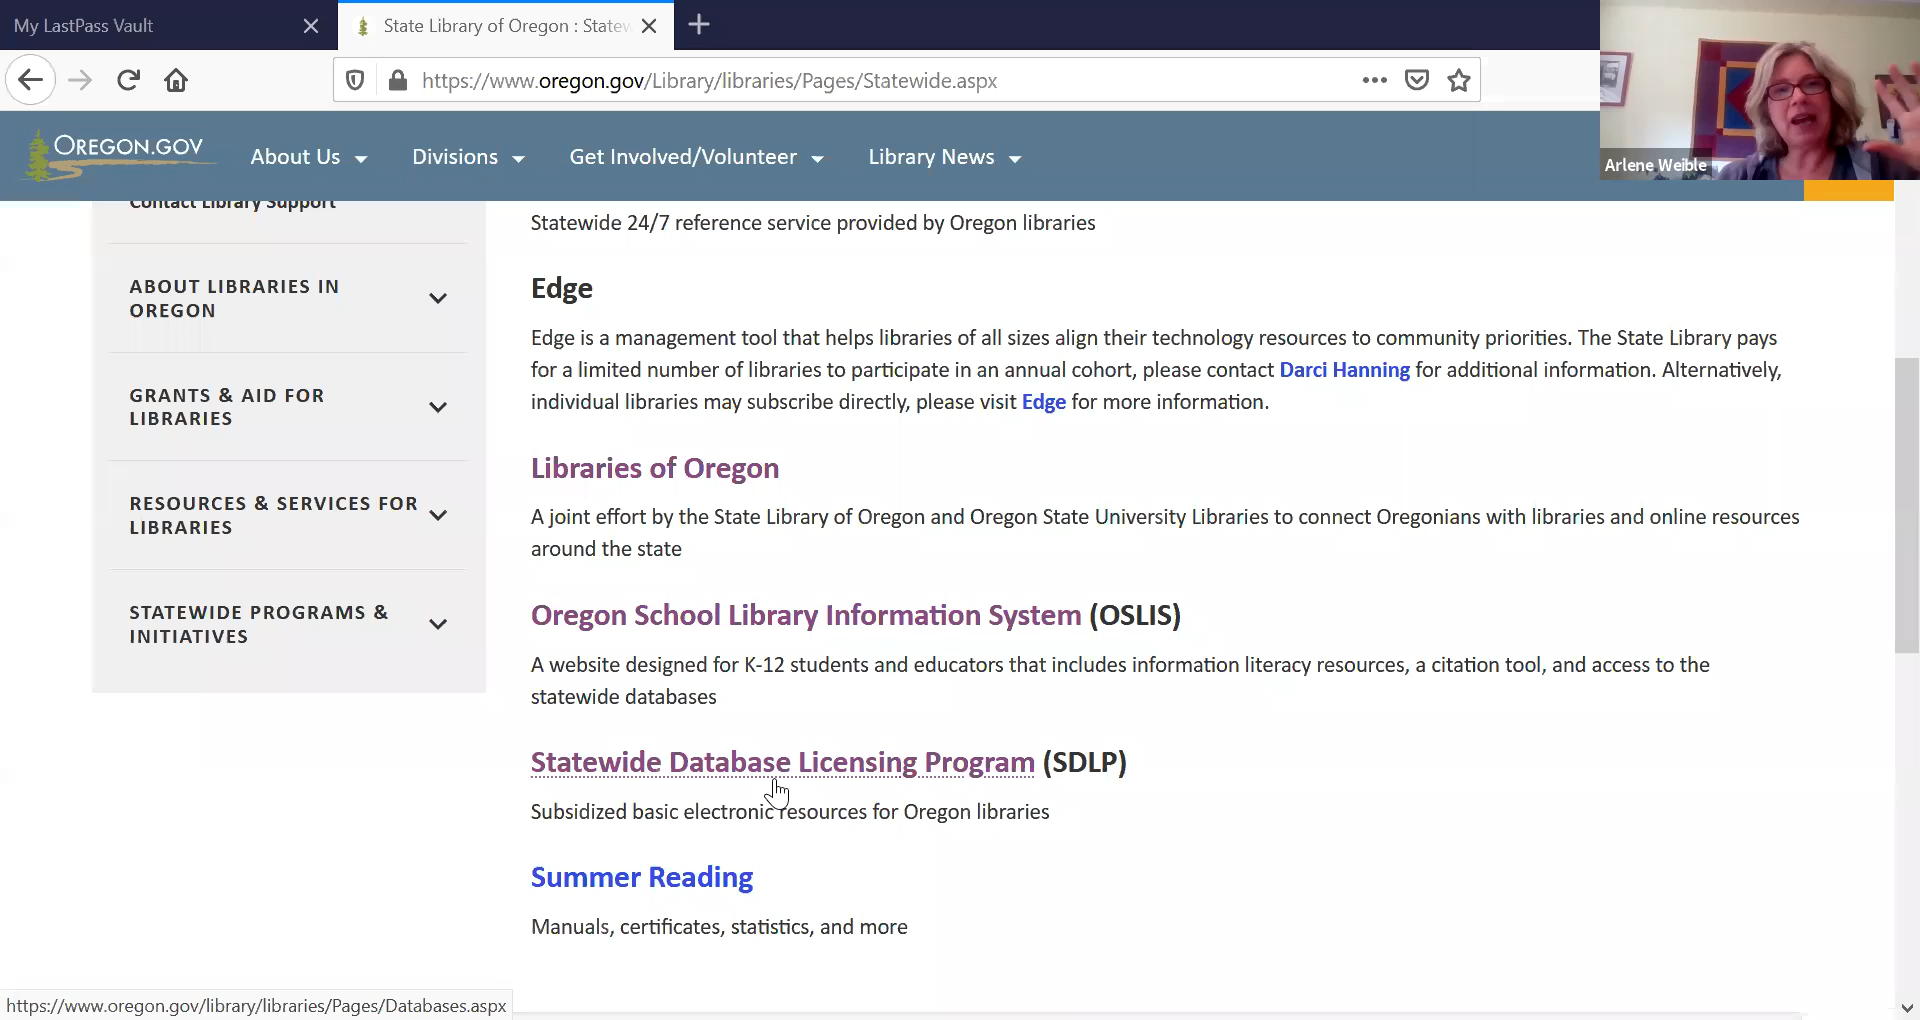 My LastPass Vault
State Library of Oregon : Statew
https://www.oregon.gov/Library/libraries/Pages/Statewide.aspx
Arlene Weible
OREGON.GOV
About Us
Divisions
Get Involved/Volunteer
Library News
Contact Library Support
ABOUT LIBRARIES IN
OREGON
GRANTS & AID FOR
LIBRARIES
RESOURCES & SERVICES FOR
LIBRARIES
STATEWIDE PROGRAMS &
INITIATIVES
Statewide 24/7 reference service provided by Oregon libraries
Edge
Edge is a management tool that helps libraries of all sizes align their technology resources to community priorities. The State Library pays
for a limited number of libraries to participate in an annual cohort, please contact Darci Hanning for additional information. Alternatively,
individual libraries may subscribe directly, please visit Edge for more information.
Libraries of Oregon
A joint effort by the State Library of Oregon and Oregon State University Libraries to connect Oregonians with libraries and online resources
around the state
Oregon School Library Information System (OSLIS)
A website designed for K-12 students and educators that includes information literacy resources, a citation tool, and access to the
statewide databases
Statewide Database Licensing Program (SDLP)
Subsidized basic electronic resources for Oregon libraries
Summer Reading
Manuals, certificates, statistics, and more
https://www.oregon.gov/library/libraries/Pages/Databases.aspx